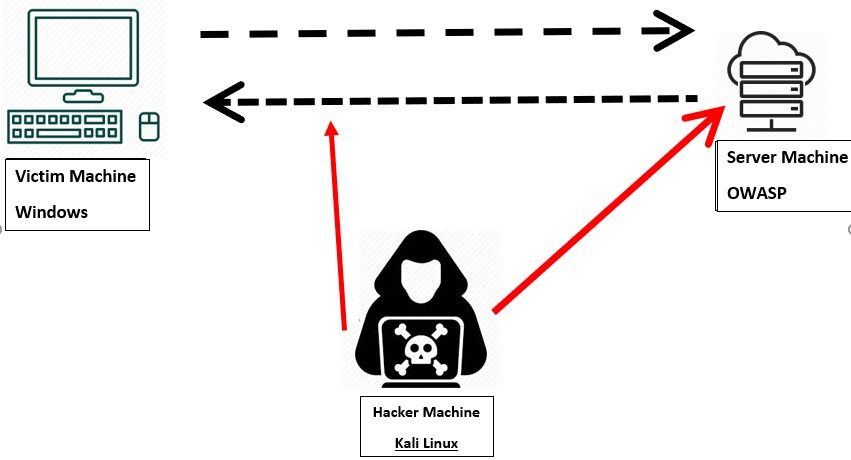 Victim Machine
Windows
Server Machine
OWASP
Hacker Machine
Kali Linux